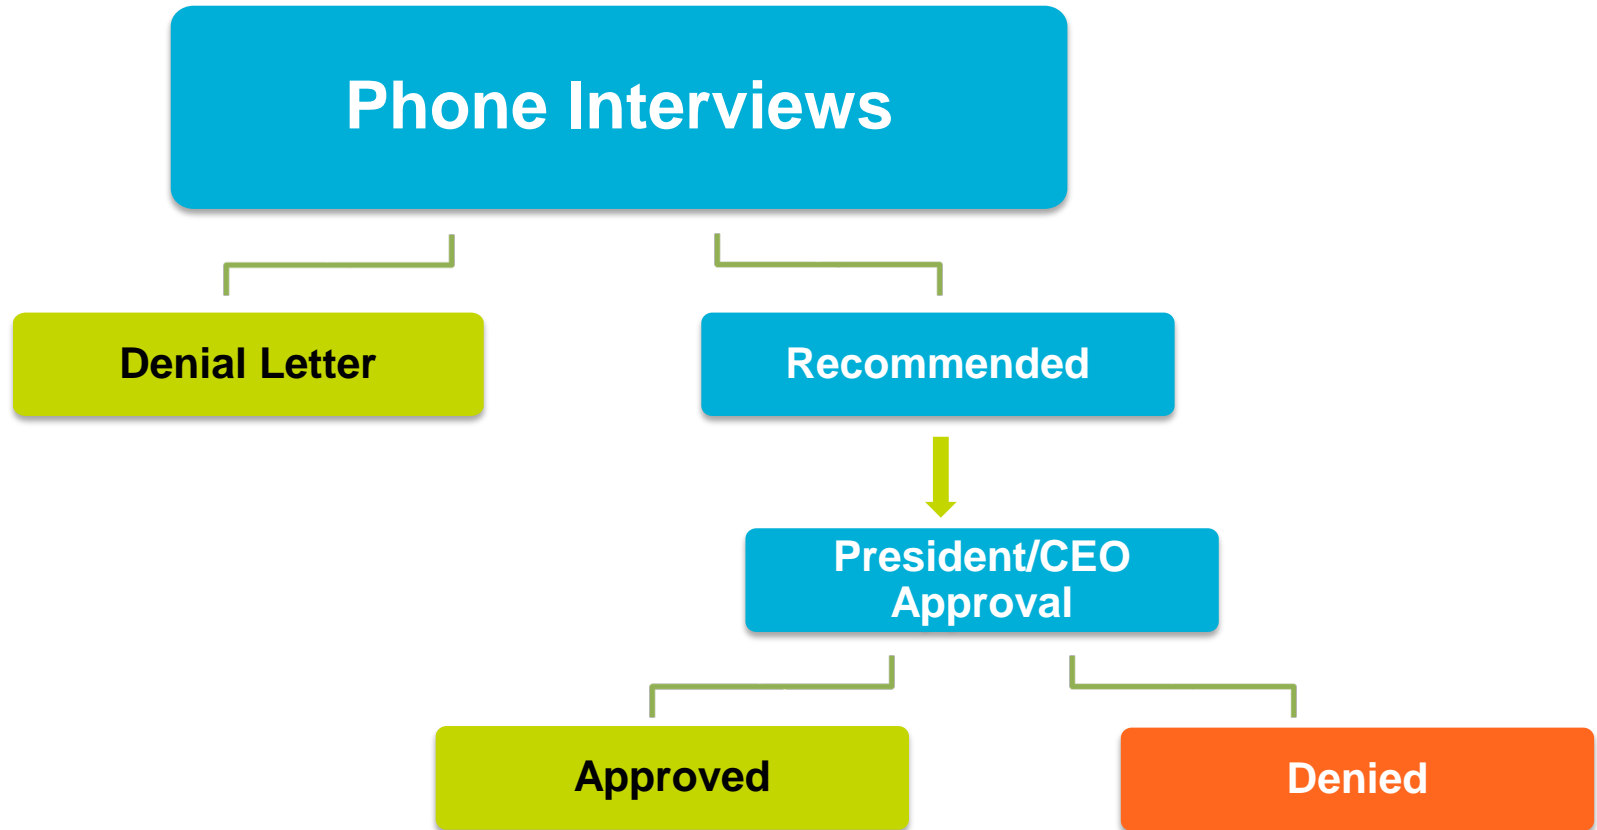 Phone Interviews
Denial Letter
Recommended
President/CEO
Approval
Approved
Denied